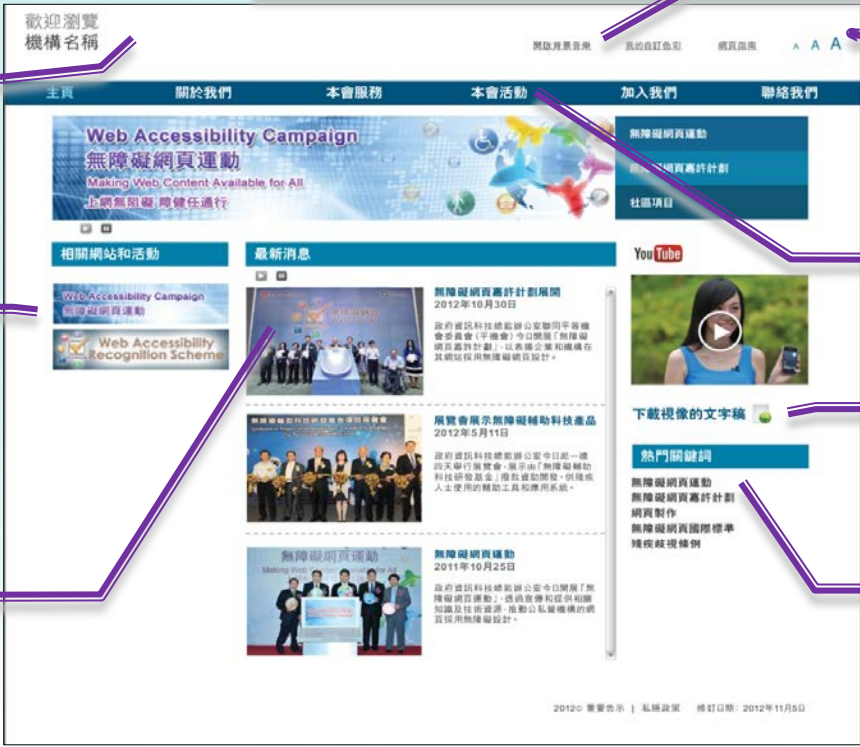 歡迎瀏覽
機構名稱
開啟背景音樂 我的自訂色彩 網頁指南 A A A
主頁 關於我們 本會服務 本會活動 加入我們 聯絡我們
Web Accessibility Campaign
無障礙網頁運動
Making Web Content Available for All
上網無阻礙 障健任通行
無障礙網頁運動
無障礙網頁嘉許計劃
社區項目
相關網站和活動
Web Accessibility Campaign
無障礙網頁運動
Web Accessibility
Recognition Scheme
最新消息
無障礙網頁嘉許計劃展開
2012年10月30日
政府資訊科技總監辦公室聯同平等機
會委員會(平機會)今日開展「無障礙
網頁嘉許計劃」,以表揚企業和機構在
其網站採用無障礙網頁設計。
展覽會展示無障礙輔助科技產品
2012年5月11日
政府資訊科技總監辦公室今日起一連
四天舉行展覽會,展示由「無障礙輔助
科技研發基金」撥款資助開發,供殘疾
人士使用的輔助工具和應用系統。
無障礙網頁運動
Making Web Content Available for All
無障礙網頁運動
2011年10月25日
政府資訊科技總監辦公室今日開展「無
障礙網頁運動」,透過宣傳和提供相關
知識及技術資源,推動公私營機構的網
頁採用無障礙設計。
YouTube
下載視像的文字稿
熱門關鍵詞
無障礙網頁運動
無障礙網頁嘉許計劃
網頁製作
無障礙網頁國際標準
殘疾歧視條例
2012© 重要告示 | 私隱政策 修訂日期: 2012年11月5日